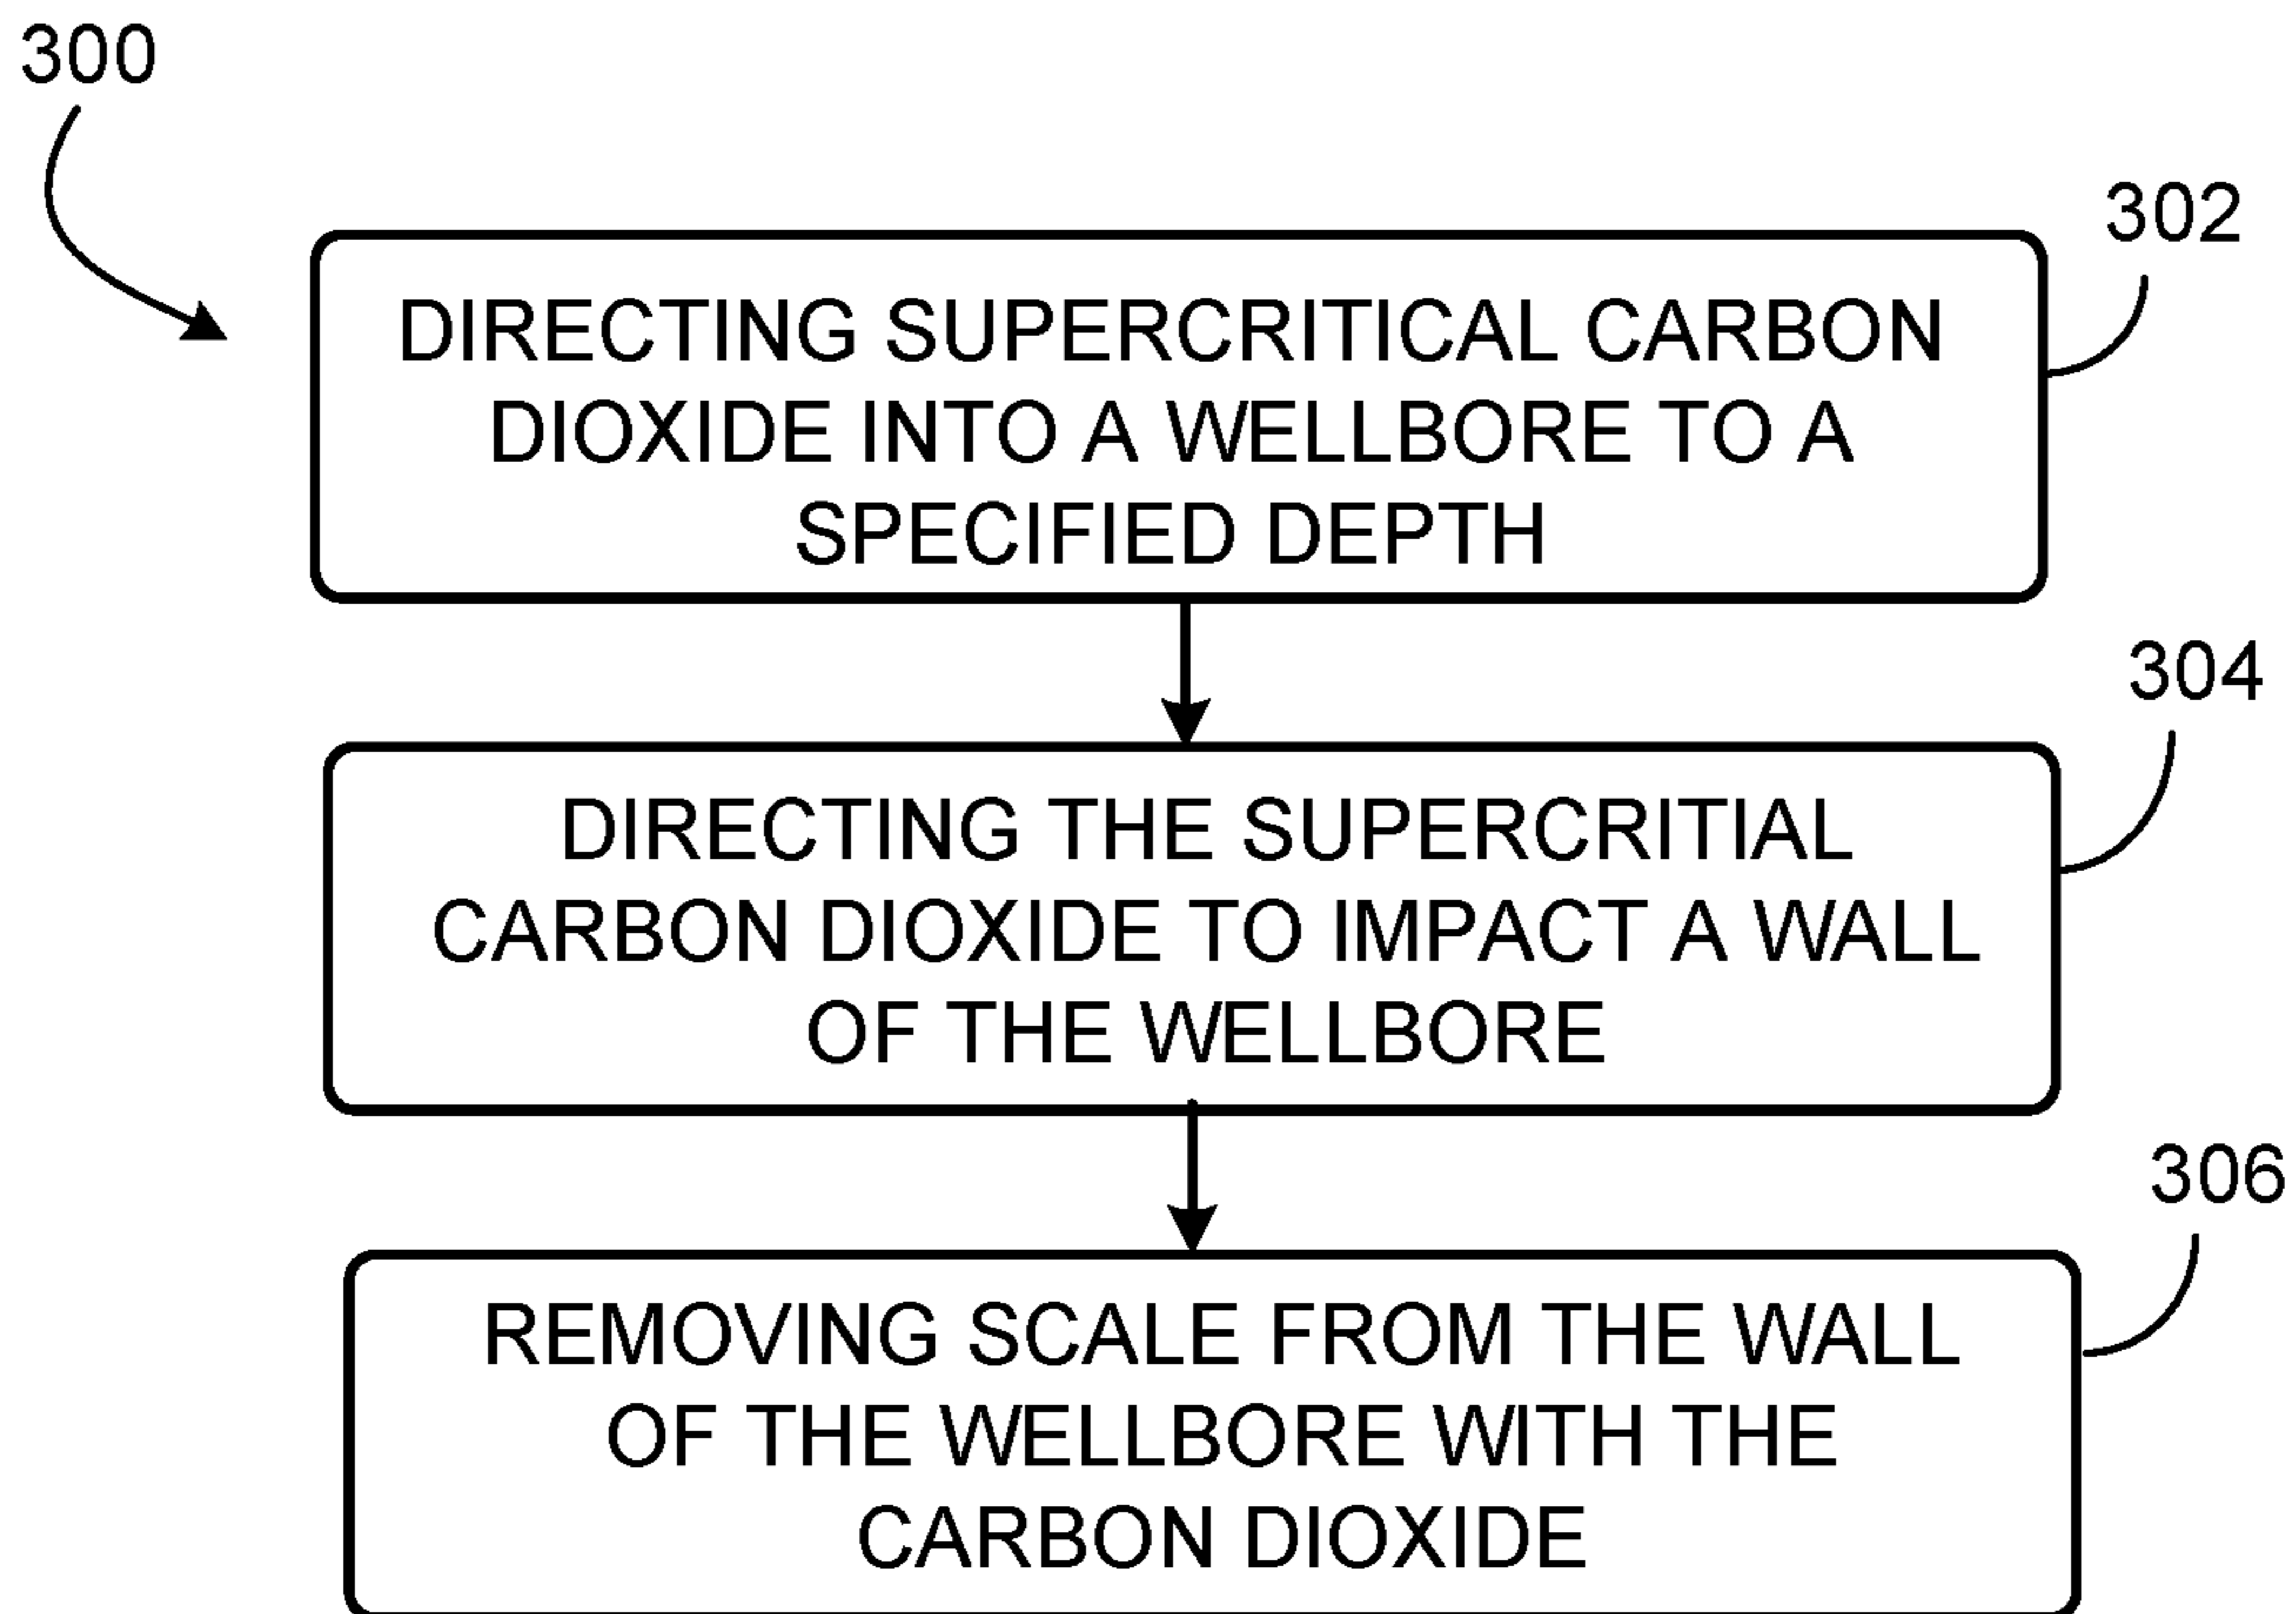 300
302
DIRECTING SUPERCRITICAL CARBON
DIOXIDE INTO A WELLBORE TO A
SPECIFIED DEPTH
304
DIRECTING THE SUPERCRITIAL
CARBON DIOXIDE TO IMPACT A WALL
OF THE WELLBORE
306
REMOVING SCALE FROM THE WALL
OF THE WELLBORE WITH THE
CARBON DIOXIDE